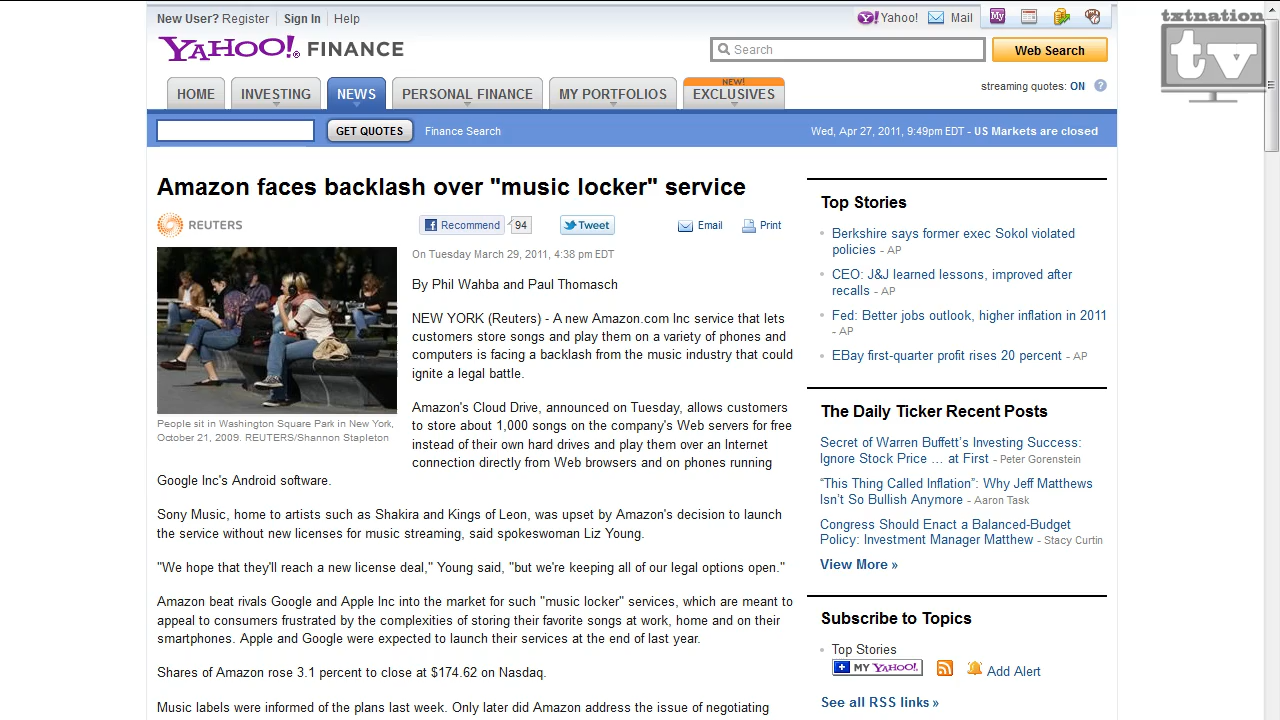 New User? Register Sign In Help
Yahoo! Mail My
txtnation
tv
YAHOO! FINANCE
Search
Web Search
HOME
INVESTING
NEWS
PERSONAL FINANCE
MY PORTFOLIOS
NEW!
EXCLUSIVES
streaming quotes: ON ?
GET QUOTES
Finance Search
Wed, Apr 27, 2011, 9:49pm EDT - US Markets are closed
Amazon faces backlash over "music locker" service
REUTERS
Recommend 94
Tweet
Email
Print
On Tuesday March 29, 2011, 4:38 pm EDT
People sit in Washington Square Park in New York,
October 21, 2009. REUTERS/Shannon Stapleton
By Phil Wahba and Paul Thomasch
NEW YORK (Reuters) - A new Amazon.com Inc service that lets
customers store songs and play them on a variety of phones and
computers is facing a backlash from the music industry that could
ignite a legal battle.
Amazon's Cloud Drive, announced on Tuesday, allows customers
to store about 1,000 songs on the company's Web servers for free
instead of their own hard drives and play them over an Internet
connection directly from Web browsers and on phones running
Google Inc's Android software.
Sony Music, home to artists such as Shakira and Kings of Leon, was upset by Amazon's decision to launch
the service without new licenses for music streaming, said spokeswoman Liz Young.
"We hope that they'll reach a new license deal," Young said, "but we're keeping all of our legal options open."
Amazon beat rivals Google and Apple Inc into the market for such "music locker" services, which are meant to
appeal to consumers frustrated by the complexities of storing their favorite songs at work, home and on their
smartphones. Apple and Google were expected to launch their services at the end of last year.
Shares of Amazon rose 3.1 percent to close at $174.62 on Nasdaq.
Music labels were informed of the plans last week. Only later did Amazon address the issue of negotiating
Top Stories
Berkshire says former exec Sokol violated
policies - AP
CEO: J&J learned lessons, improved after
recalls - AP
Fed: Better jobs outlook, higher inflation in 2011
- AP
EBay first-quarter profit rises 20 percent - AP
The Daily Ticker Recent Posts
Secret of Warren Buffett's Investing Success:
Ignore Stock Price … at First - Peter Gorenstein
“This Thing Called Inflation”: Why Jeff Matthews
Isn’t So Bullish Anymore - Aaron Task
Congress Should Enact a Balanced-Budget
Policy: Investment Manager Matthew - Stacy Curtin
View More »
Subscribe to Topics
Top Stories
MY YAHOO!
Add Alert
See all RSS links »